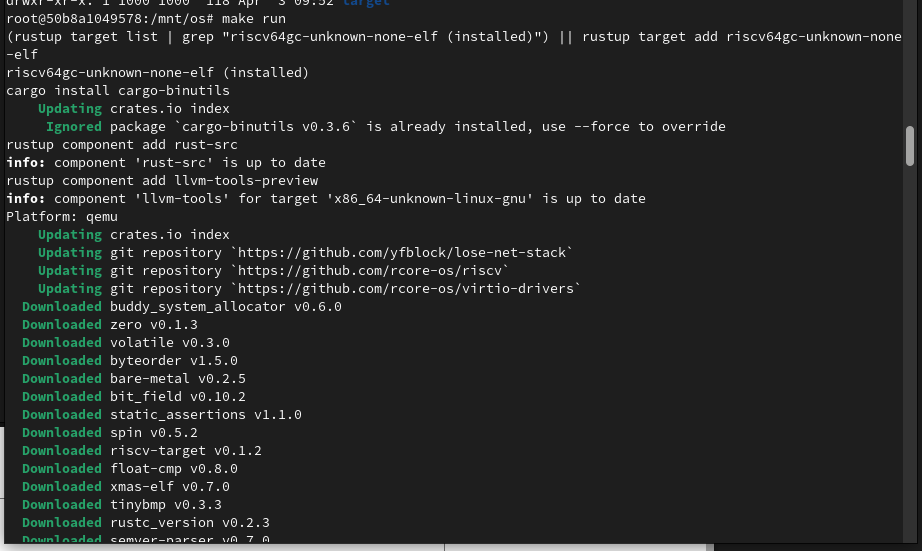 drwxr-xr-x. 1 1000 1000  118 Apr  3 09:52 target
root@50b8a1049578:/mnt/os# make run
(rustup target list | grep "riscv64gc-unknown-none-elf (installed)") || rustup target add riscv64gc-unknown-none
-elf
riscv64gc-unknown-none-elf (installed)
cargo install cargo-binutils
    Updating crates.io index
     Ignored package `cargo-binutils v0.3.6` is already installed, use --force to override
rustup component add rust-src
info: component 'rust-src' is up to date
rustup component add llvm-tools-preview
info: component 'llvm-tools' for target 'x86_64-unknown-linux-gnu' is up to date
Platform: qemu
    Updating crates.io index
    Updating git repository `https://github.com/yfblock/lose-net-stack`
    Updating git repository `https://github.com/rcore-os/riscv`
    Updating git repository `https://github.com/rcore-os/virtio-drivers`
  Downloaded buddy_system_allocator v0.6.0
  Downloaded zero v0.1.3
  Downloaded volatile v0.3.0
  Downloaded byteorder v1.5.0
  Downloaded bare-metal v0.2.5
  Downloaded bit_field v0.10.2
  Downloaded static_assertions v1.1.0
  Downloaded spin v0.5.2
  Downloaded riscv-target v0.1.2
  Downloaded float-cmp v0.8.0
  Downloaded xmas-elf v0.7.0
  Downloaded tinybmp v0.3.3
  Downloaded rustc_version v0.2.3
  Downloaded semver-parser v0.7.0